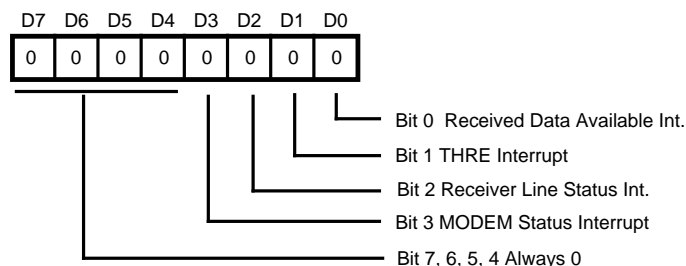 D7 D6 D5 D4 D3 D2 D1 D0
0 0 0 0 0 0 0 0
Bit 0 Received Data Available Int.
Bit 1 THRE Interrupt
Bit 2 Receiver Line Status Int.
Bit 3 MODEM Status Interrupt
Bit 7, 6, 5, 4 Always 0